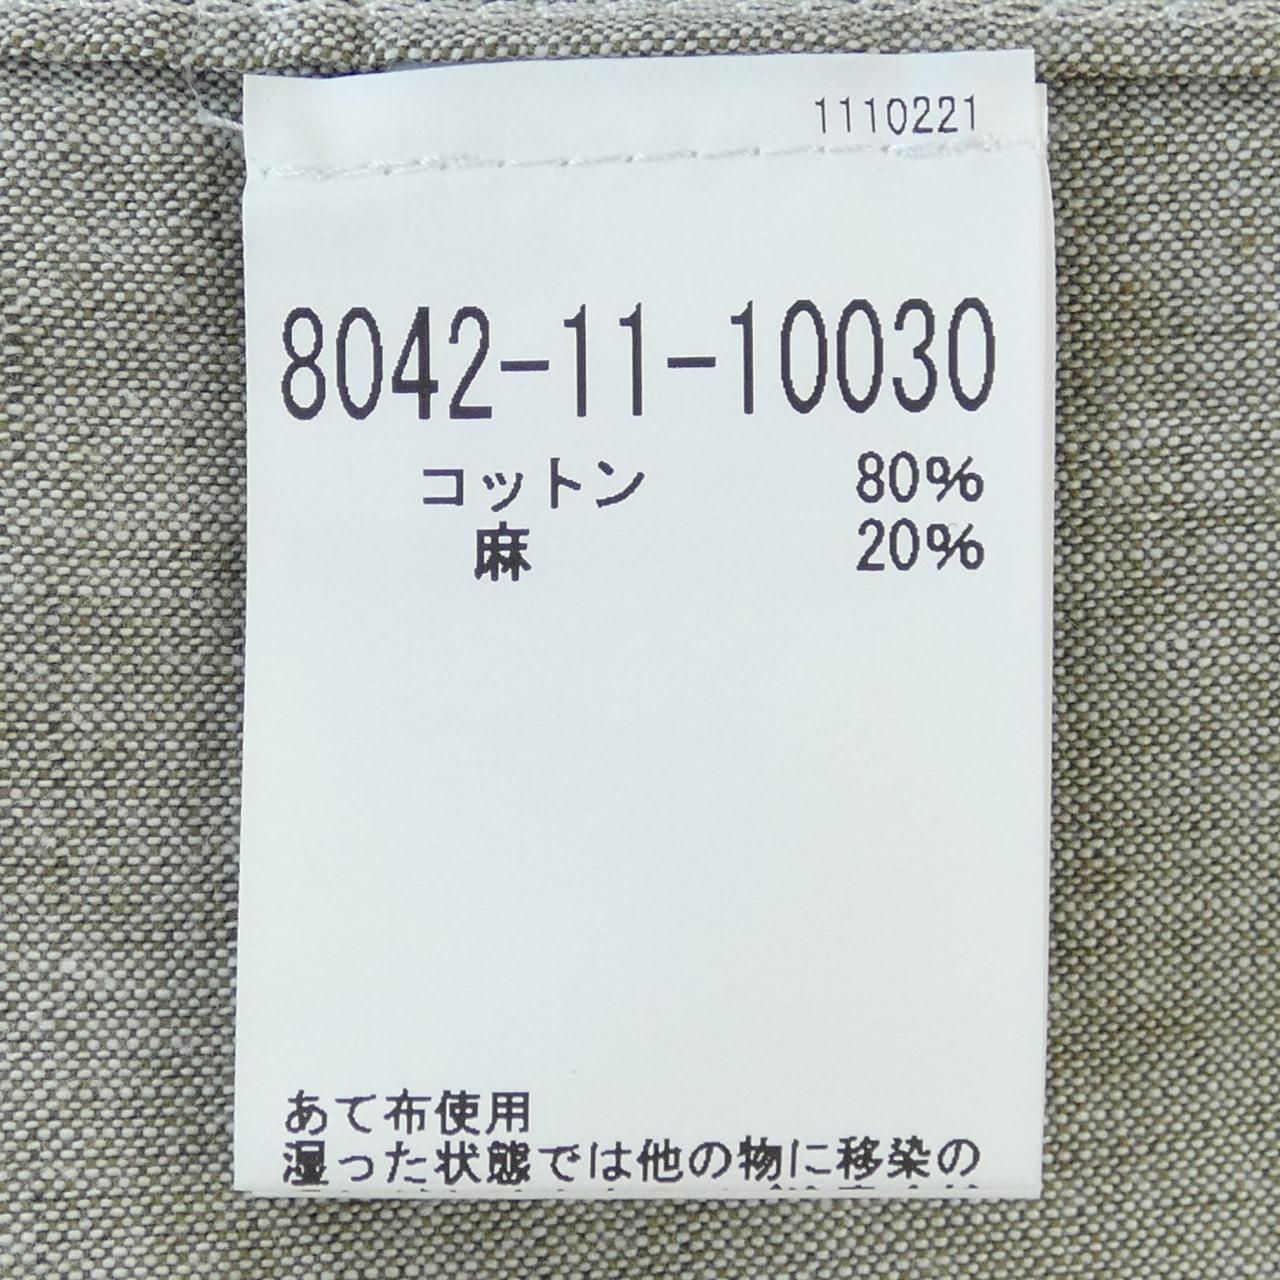 1110221
8042-11-10030
コットン 80%
麻 20%
あて布使用
湿った状態では他の物に移染の